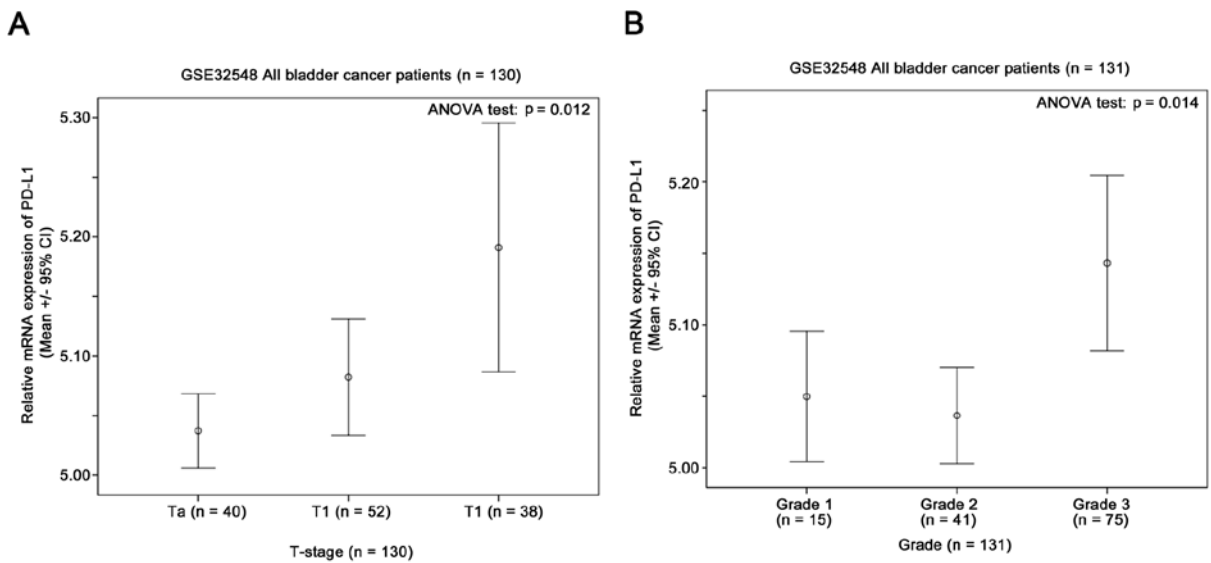 A
GSE32548 All bladder cancer patients (n = 130)
ANOVA test: p = 0.012
Relative mRNA expression of PD-L1
(Mean +/- 95% CI)
5.30
5.20
5.10
5.00
Ta (n = 40)
T1 (n = 52)
T1 (n = 38)
T-stage (n = 130)
B
GSE32548 All bladder cancer patients (n = 131)
ANOVA test: p = 0.014
Relative mRNA expression of PD-L1
(Mean +/- 95% CI)
5.20
5.10
5.00
Grade 1
(n = 15)
Grade 2
(n = 41)
Grade 3
(n = 75)
Grade (n = 131)